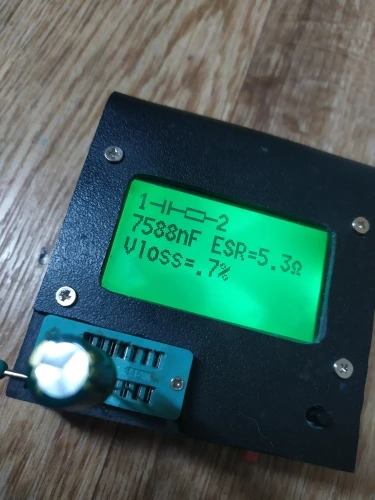 1 2
7588nF ESR=5.3Ω
Vloss=.7%